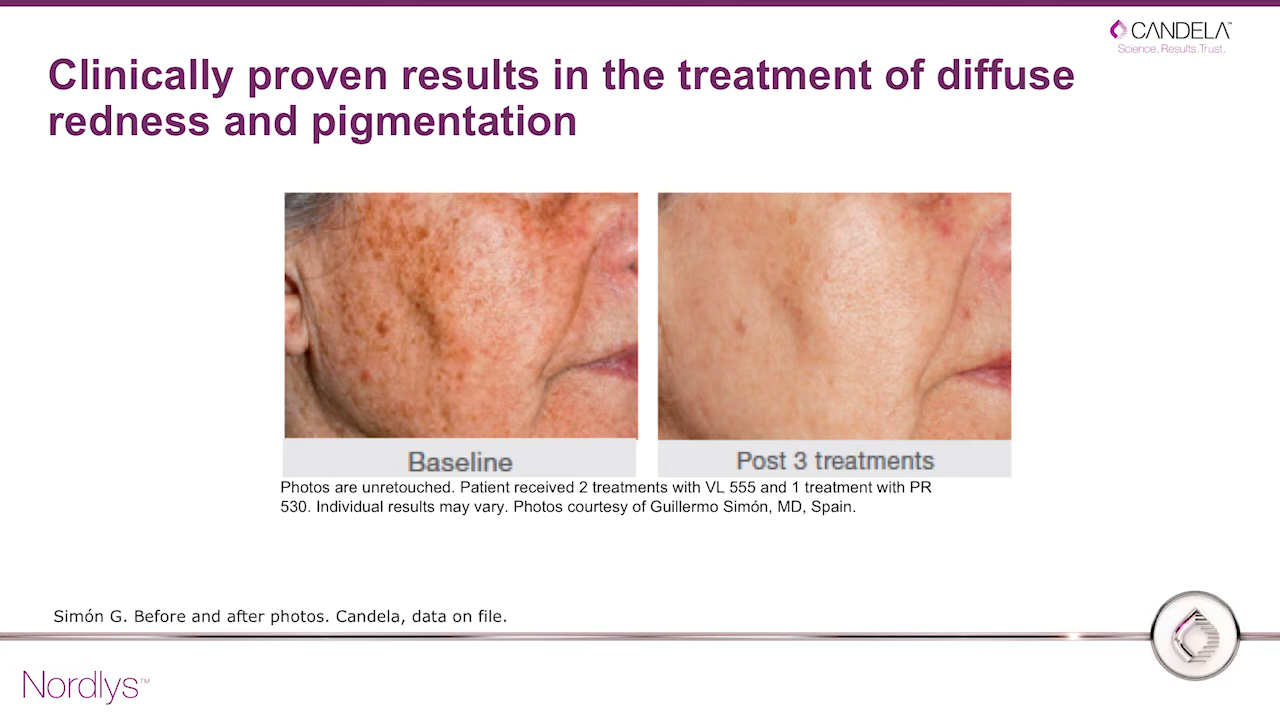 CANDELA™
Science. Results. Trust.
Clinically proven results in the treatment of diffuse
redness and pigmentation
Baseline
Post 3 treatments
Photos are unretouched. Patient received 2 treatments with VL 555 and 1 treatment with PR
530. Individual results may vary. Photos courtesy of Guillermo Simón, MD, Spain.
Simón G. Before and after photos. Candela, data on file.
Nordlys™